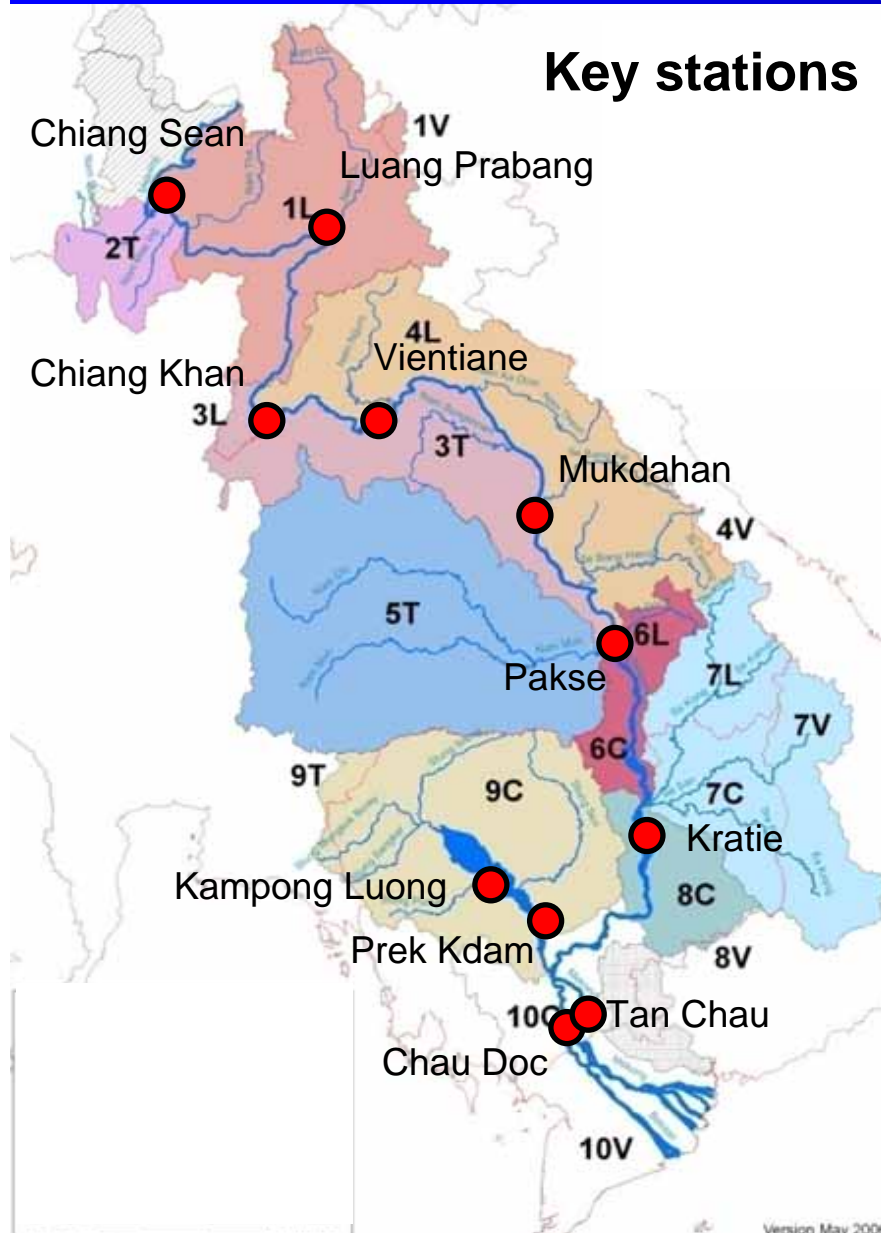 Key stations
Chiang Sean
1V
Luang Prabang
1L
2T
4L
Vientiane
Chiang Khan
3L
3T
Mukdahan
4V
5T
6L
Pakse
7L
7V
6C
9T
9C
7C
Kratie
Kampong Luong
8C
Prek Kdam
8V
10C
Tan Chau
Chau Doc
10V